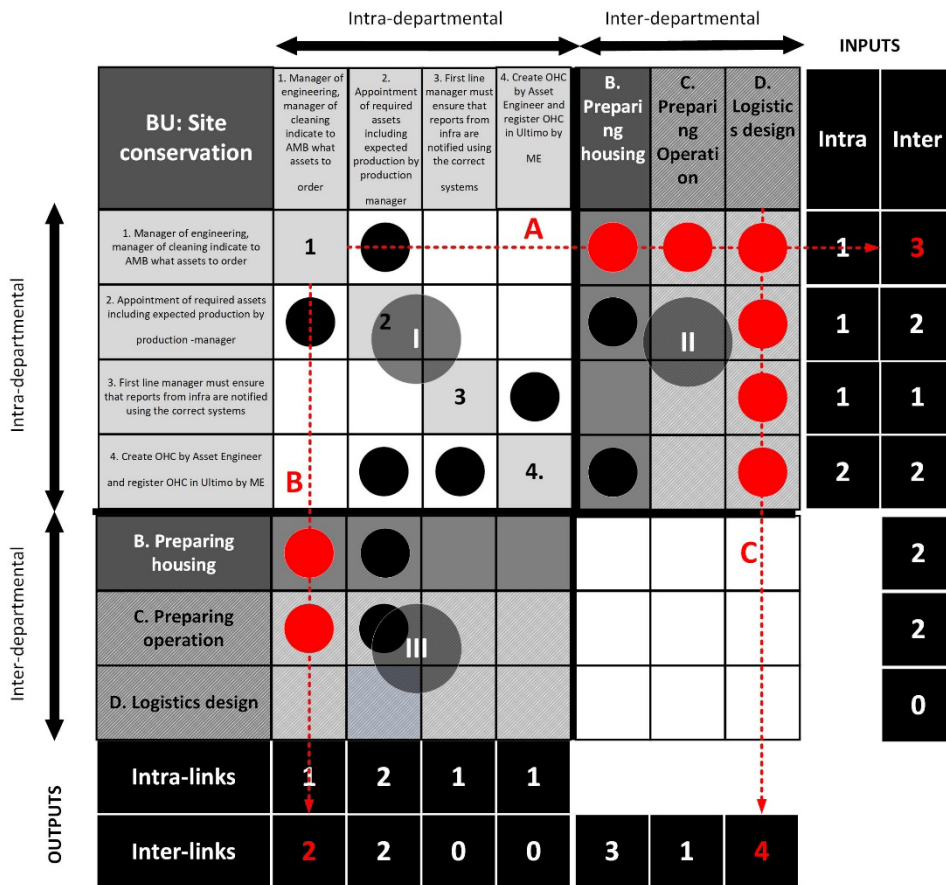 Intra-departmental
Inter-departmental
INPUTS
BU: Site
conservation
1. Manager of
engineering,
manager of
cleaning
indicate to
AMB what
assets to
order
2.
Appointment
of required
assets
including
expected
production by
production
manager
3. First line
manager must
ensure that
reports from
infra are
notified using
the correct
systems
4. Create OHC
by Asset
Engineer and
register OHC
in Ultimo by
ME
B.
Prepari
ng
housing
C.
Prepari
ng
Operati
on
D.
Logistic
s design
Intra
Inter
Intra-departmental
1. Manager of engineering,
manager of cleaning indicate to
AMB what assets to order
1
A
1
3
2. Appointment of required assets
including expected production by
production -manager
2
I
II
1
2
3. First line manager must ensure
that reports from infra are notified
using the correct systems
3
1
1
4. Create OHC by Asset Engineer
and register OHC in Ultimo by ME
B
4.
2
2
Inter-departmental
B. Preparing
housing
C
2
C. Preparing
operation
III
2
D. Logistics design
0
OUTPUTS
Intra-links
1
2
1
1
Inter-links
2
2
0
0
3
1
4